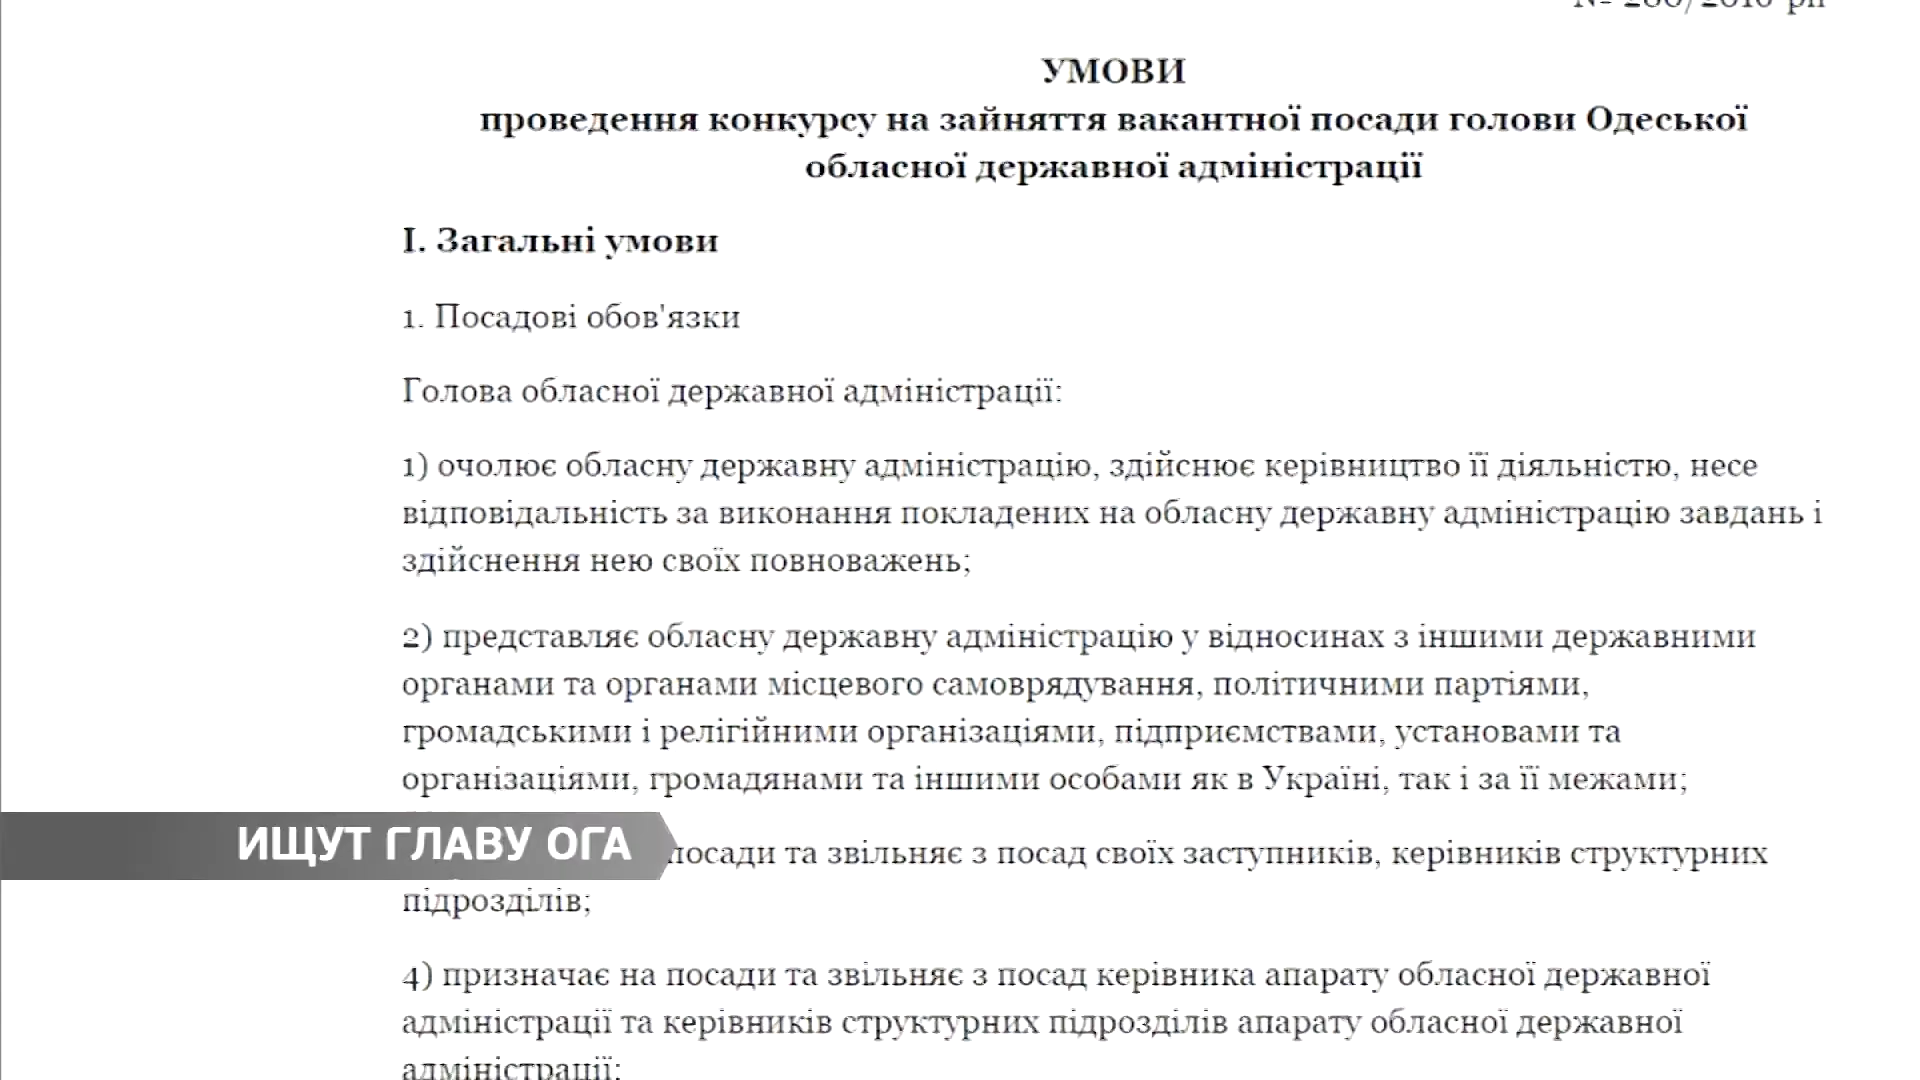 УМОВИ
проведення конкурсу на зайняття вакантної посади голови Одеської
обласної державної адміністрації
I. Загальні умови
1. Посадові обов'язки
Голова обласної державної адміністрації:
1) очолює обласну державну адміністрацію, здійснює керівництво її діяльністю, несе
відповідальність за виконання покладених на обласну державну адміністрацію завдань і
здійснення нею своїх повноважень;
2) представляє обласну державну адміністрацію у відносинах з іншими державними
органами та органами місцевого самоврядування, політичними партіями,
громадськими і релігійними організаціями, підприємствами, установами та
організаціями, громадянами та іншими особами як в Україні, так і за її межами;
ИЩУТ ГЛАВУ ОГА
посади та звільняє з посад своїх заступників, керівників структурних
підрозділів;
4) призначає на посади та звільняє з посад керівника апарату обласної державної
адміністрації та керівників структурних підрозділів апарату обласної державної
адміністрації;